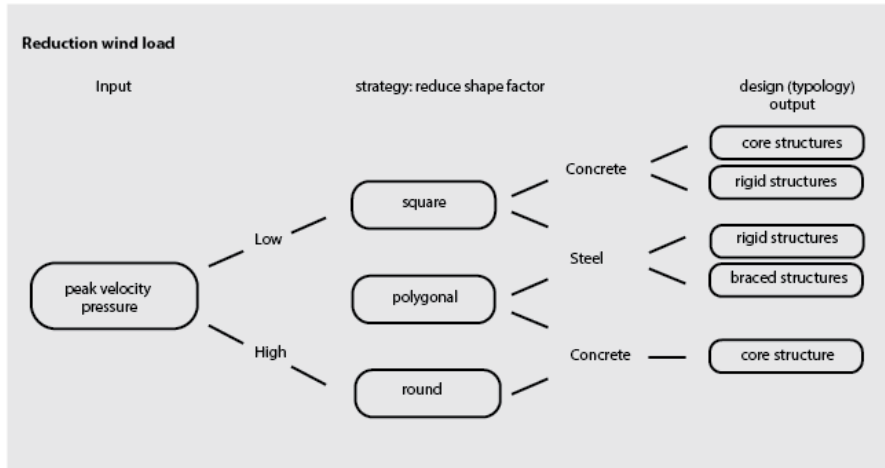 Reduction wind load
Input
strategy: reduce shape factor
design (typology)
output
core structures
Concrete
rigid structures
square
Low
rigid structures
Steel
braced structures
peak velocity
pressure
polygonal
High
Concrete
core structure
round